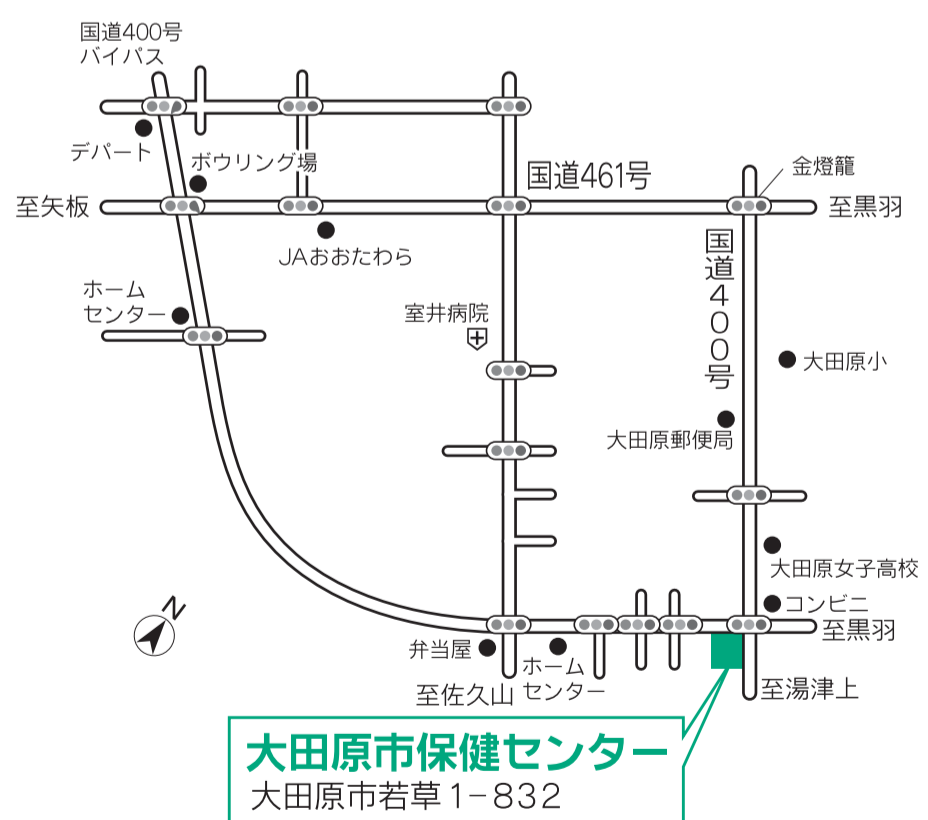 国道400号
バイパス
デパート
ボウリング場
国道461号
金燈籠
至矢板
至黒羽
JAおおたわら
国道400号
ホーム
センター
室井病院
大田原小
大田原郵便局
大田原女子高校
コンビニ
N
至黒羽
弁当屋
ホーム
センター
至佐久山
至湯津上
大田原市保健センター
大田原市若草1-832